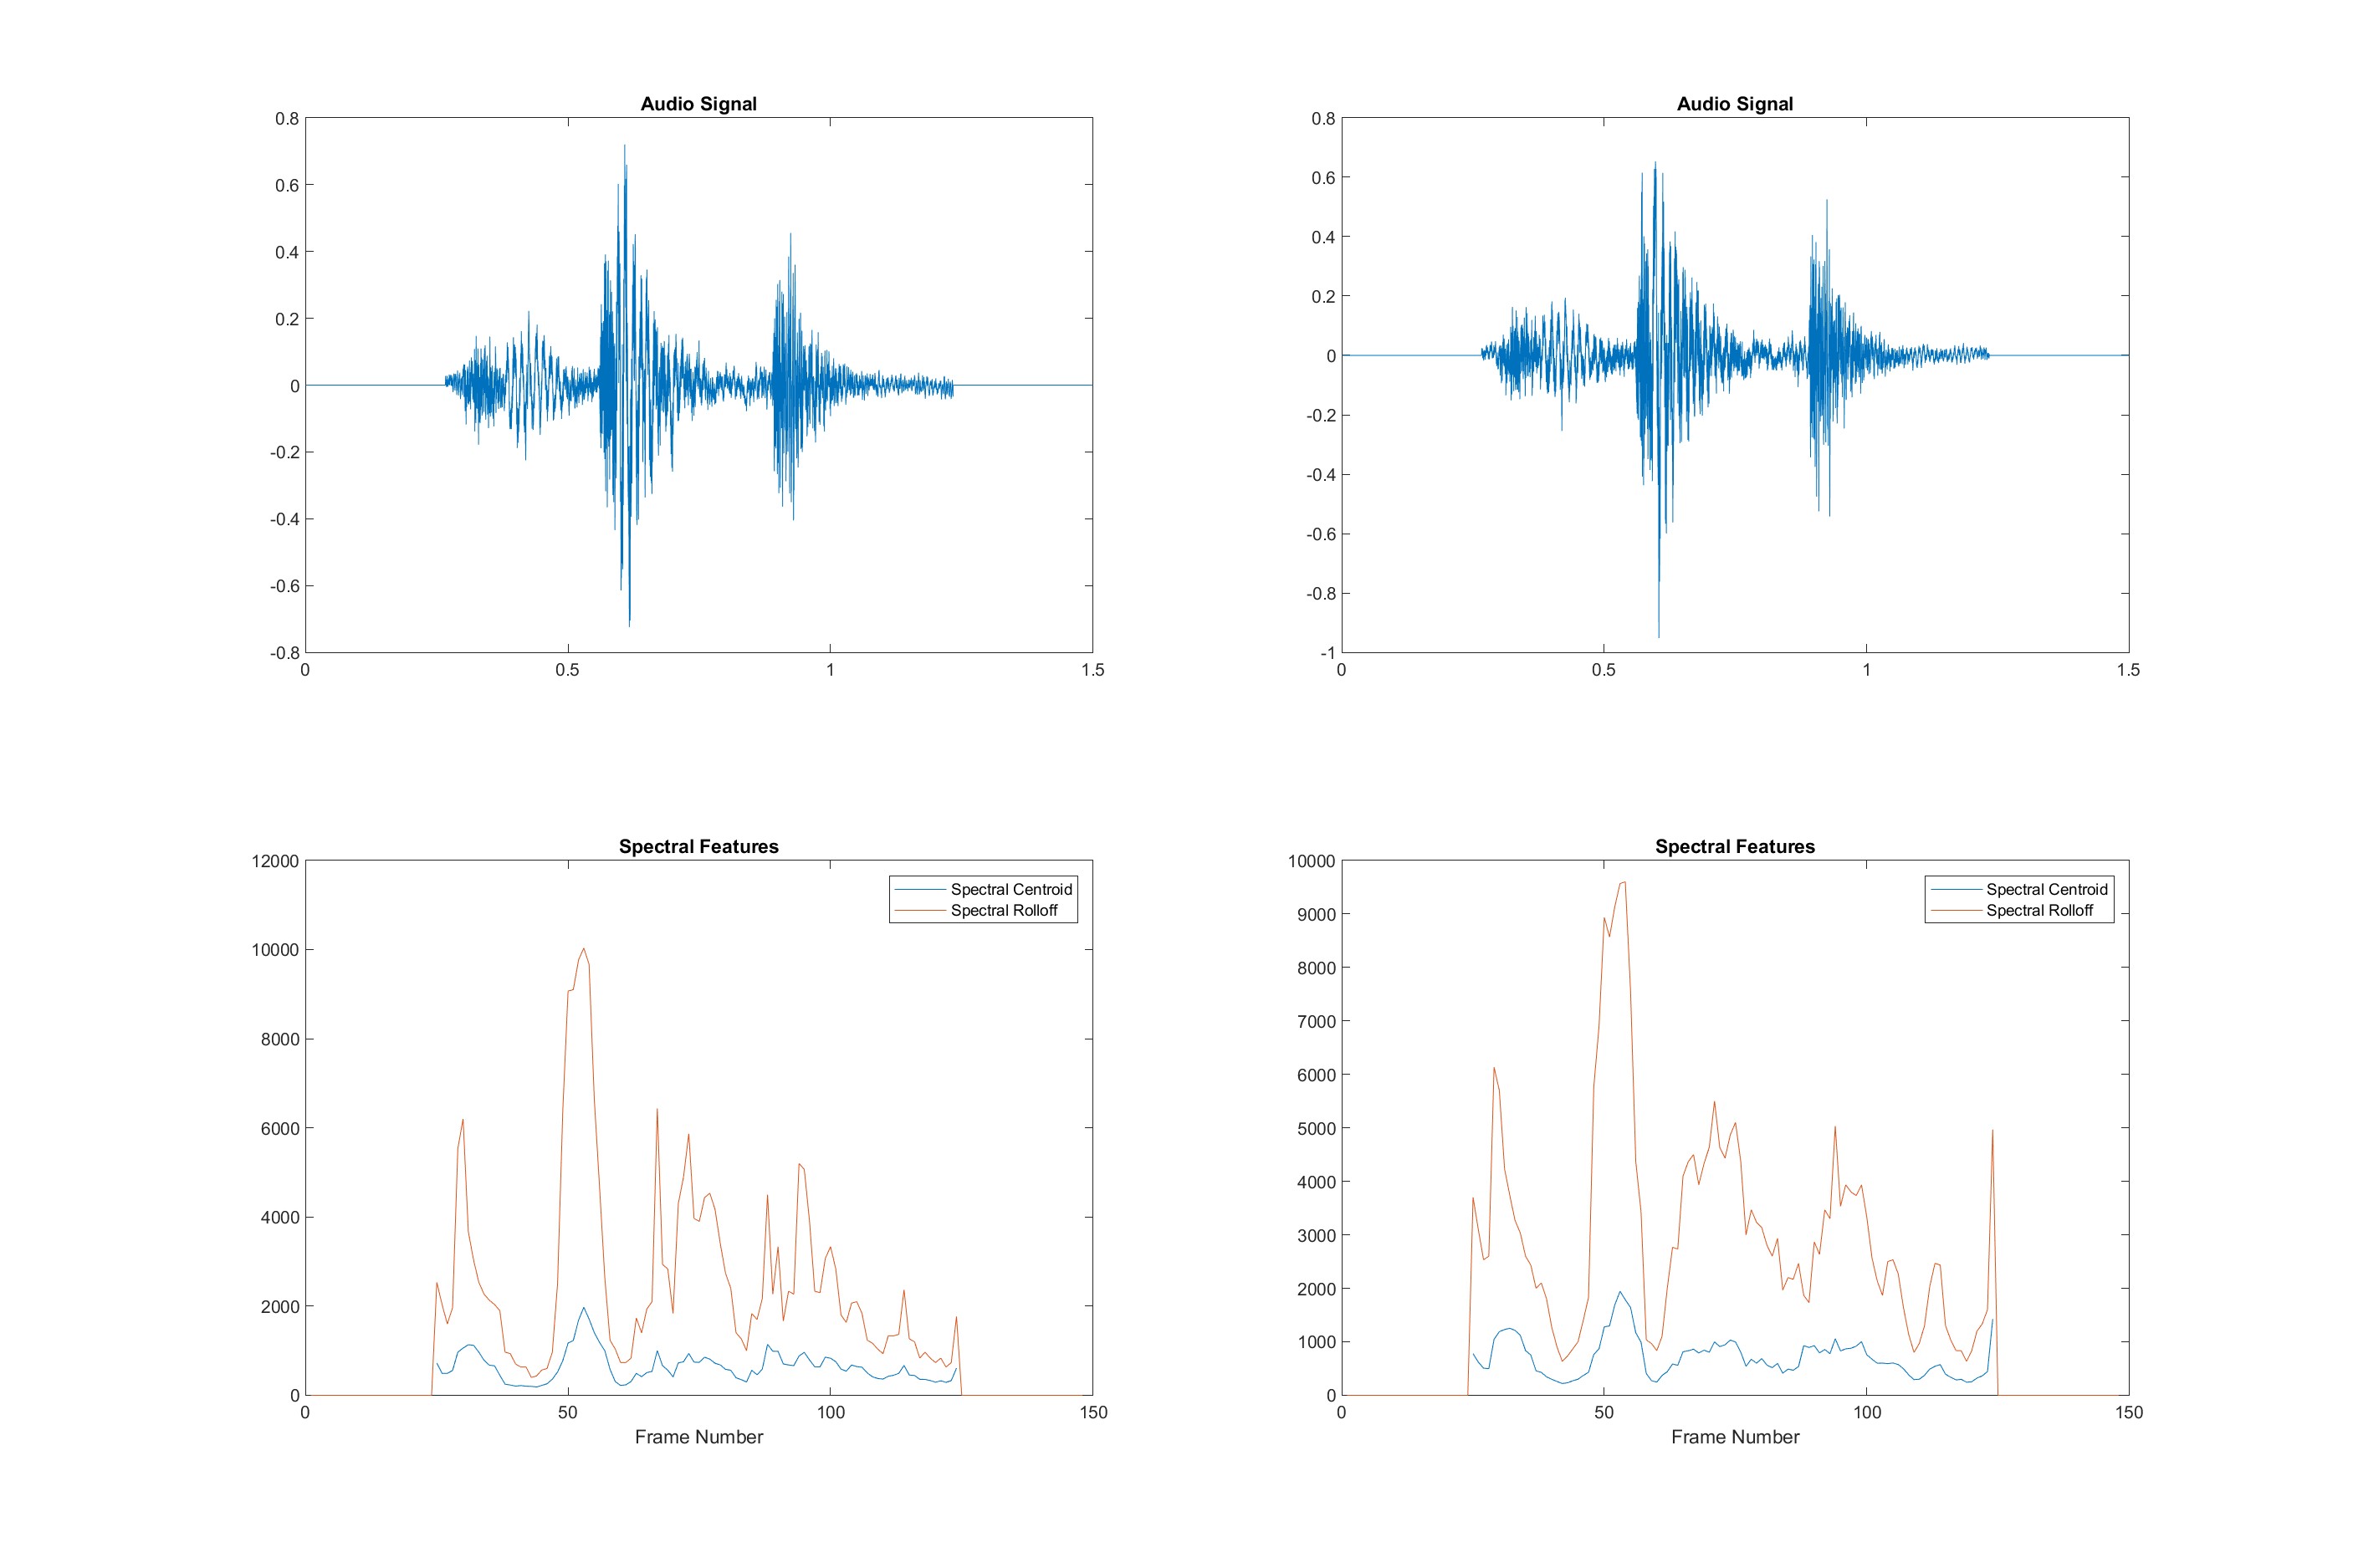 Audio Signal
0.8
0.6
0.4
0.2
0
-0.2
-0.4
-0.6
-0.8
0 0.5 1 1.5
Audio Signal
0.8
0.6
0.4
0.2
0
-0.2
-0.4
-0.6
-0.8
-1
0 0.5 1 1.5
Spectral Features
12000
10000
8000
6000
4000
2000
0
Spectral Centroid
Spectral Rolloff
0 50 100 150
Frame Number
Spectral Features
10000
9000
8000
7000
6000
5000
4000
3000
2000
1000
0
Spectral Centroid
Spectral Rolloff
0 50 100 150
Frame Number